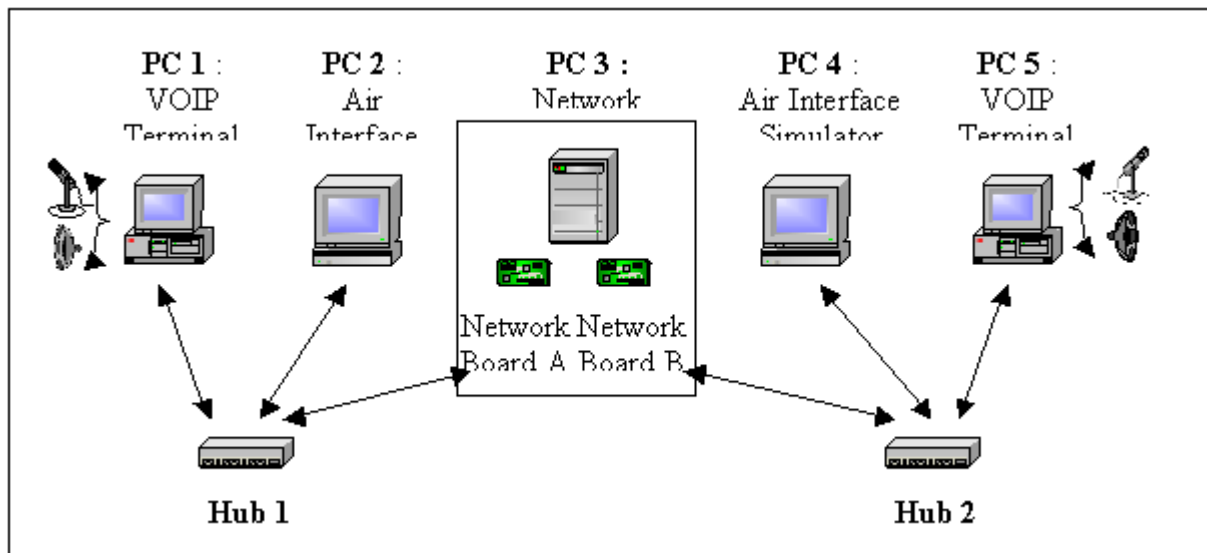 PC 1 :
VOIP
Terminal
PC 2 :
Air
Interface
PC 3 :
Network
PC 4 :
Air Interface
Simulator
PC 5 :
VOIP
Terminal
Network
Board A
Network
Board B
Hub 1
Hub 2